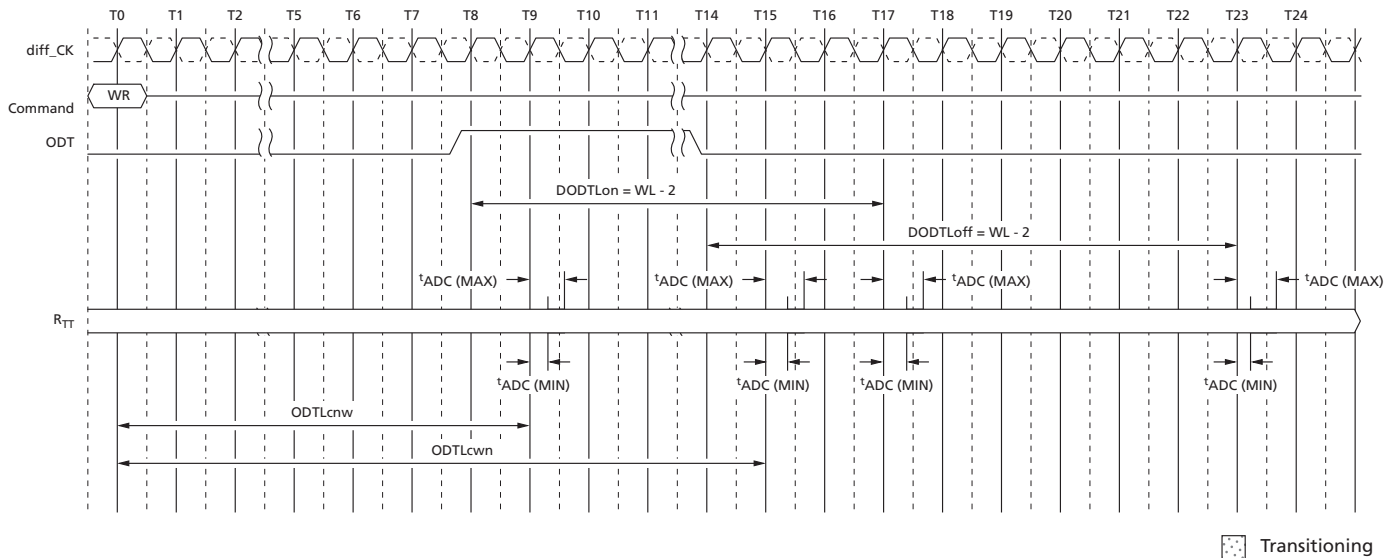 T0 T1 T2 T5 T6 T7 T8 T9 T10 T11 T14 T15 T16 T17 T18 T19 T20 T21 T22 T23 T24
diff_CK
Command WR
ODT
DODTLon = WL - 2
DODTLoff = WL - 2
tADC (MAX) tADC (MAX) tADC (MAX) tADC (MAX)
RTT
tADC (MIN) tADC (MIN) tADC (MIN) tADC (MIN)
ODTLcnw
ODTLcwn
Transitioning